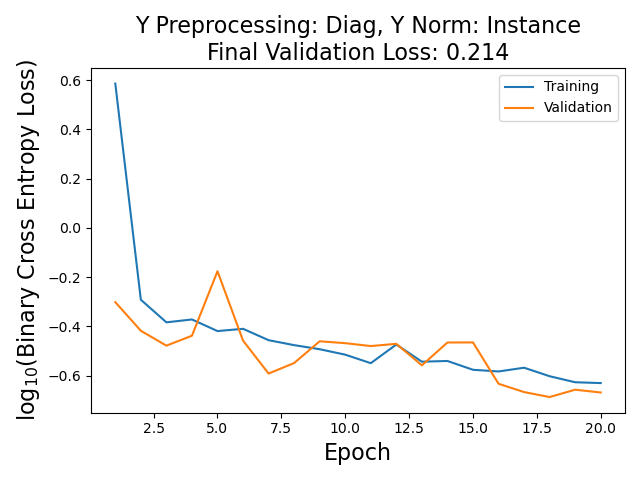 Y Preprocessing: Diag, Y Norm: Instance
Final Validation Loss: 0.214
Training
Validation
log10(Binary Cross Entropy Loss)
0.6
0.4
0.2
0.0
−0.2
−0.4
−0.6
2.5 5.0 7.5 10.0 12.5 15.0 17.5 20.0
Epoch